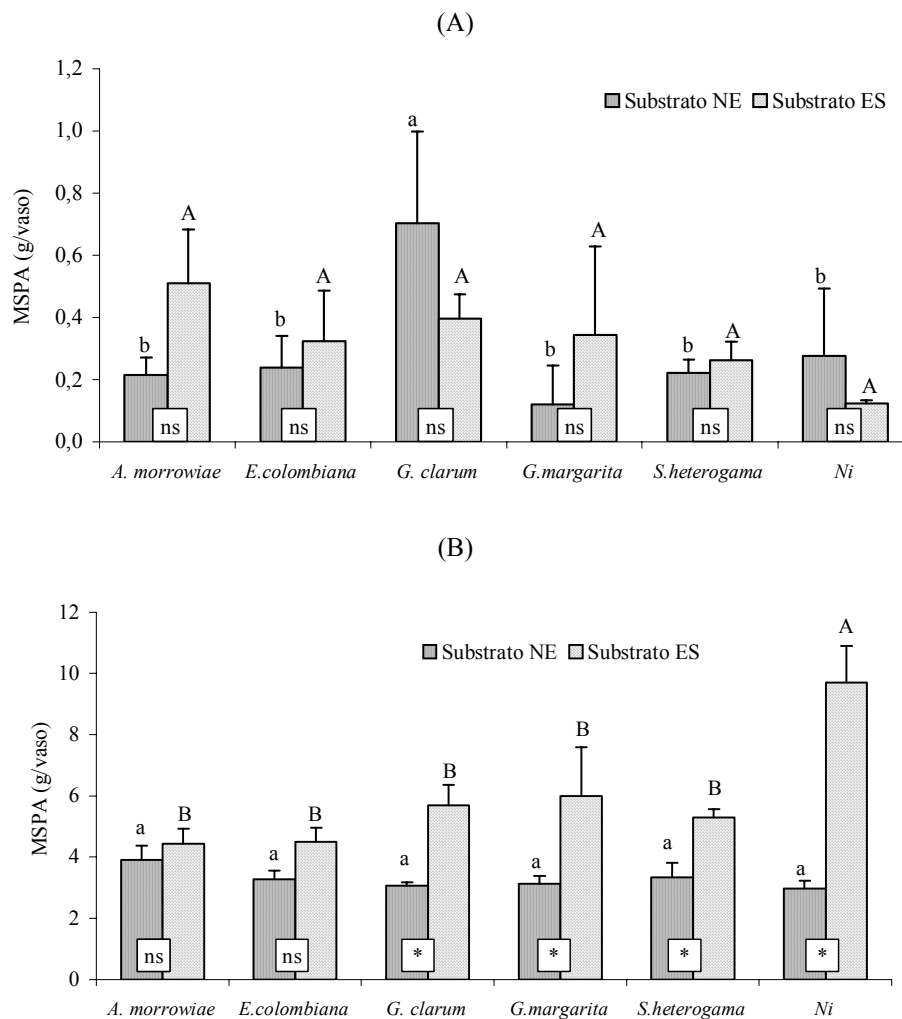 (A)
1,2
1,0
0,8
0,6
0,4
0,2
0,0
MSPA (g/vaso)
Substrato NE Substrato ES
b A b A a A b A b A b A
ns ns ns ns ns ns
A. morrowiae E.colombiana G. clarum G.margarita S.heterogama Ni
(B)
12
10
8
6
4
2
0
MSPA (g/vaso)
Substrato NE Substrato ES
a B a B a B a B a B a A
ns ns * * * *
A. morrowiae E.colombiana G. clarum G.margarita S.heterogama Ni